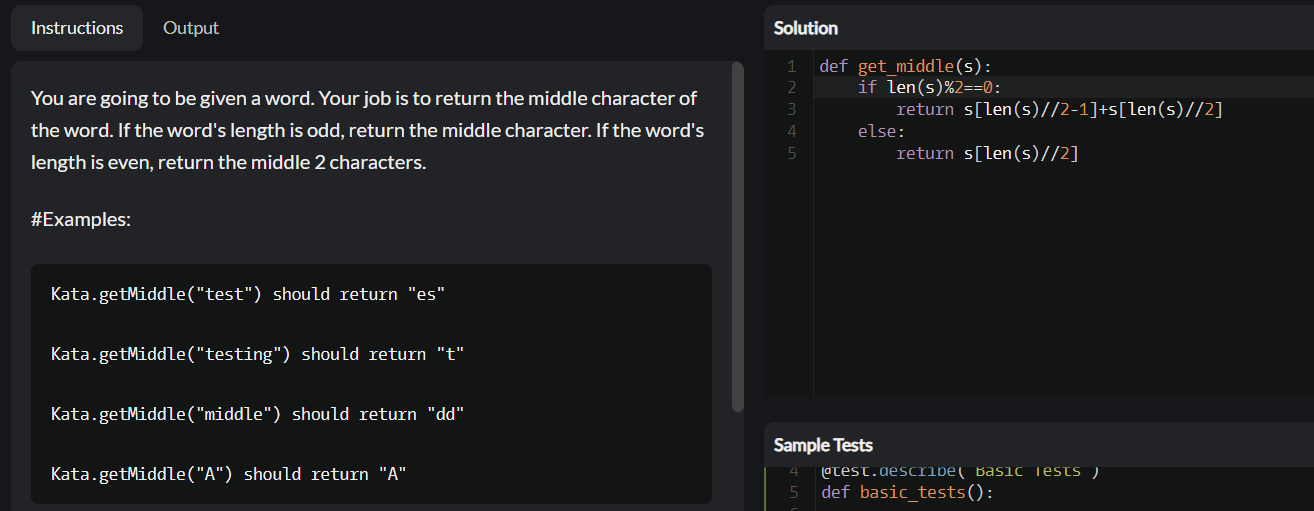 Instructions
Output
You are going to be given a word. Your job is to return the middle character of
the word. If the word's length is odd, return the middle character. If the word's
length is even, return the middle 2 characters.
#Examples:
Kata.getMiddle("test") should return "es"
Kata.getMiddle("testing") should return "t"
Kata.getMiddle("middle") should return "dd"
Kata.getMiddle("A") should return "A"
Solution
1 def get_middle(s):
2 if len(s)%2==0:
3 return s[len(s)//2-1]+s[len(s)//2]
4 else:
5 return s[len(s)//2]
Sample Tests
4 @test.describe('Basic Tests')
5 def basic_tests():